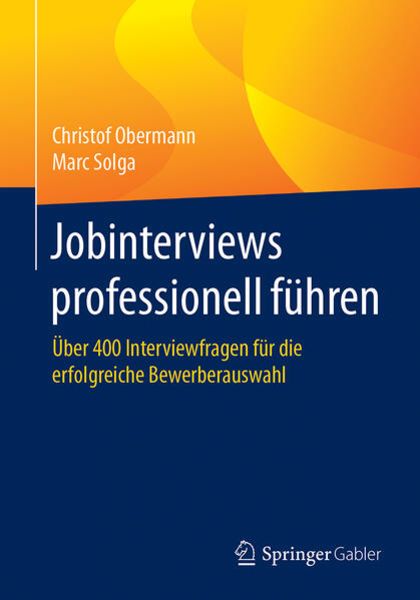 Christof Obermann
Marc Solga
Jobinterviews
professionell führen
Über 400 Interviewfragen für die
erfolgreiche Bewerberauswahl
Springer Gabler